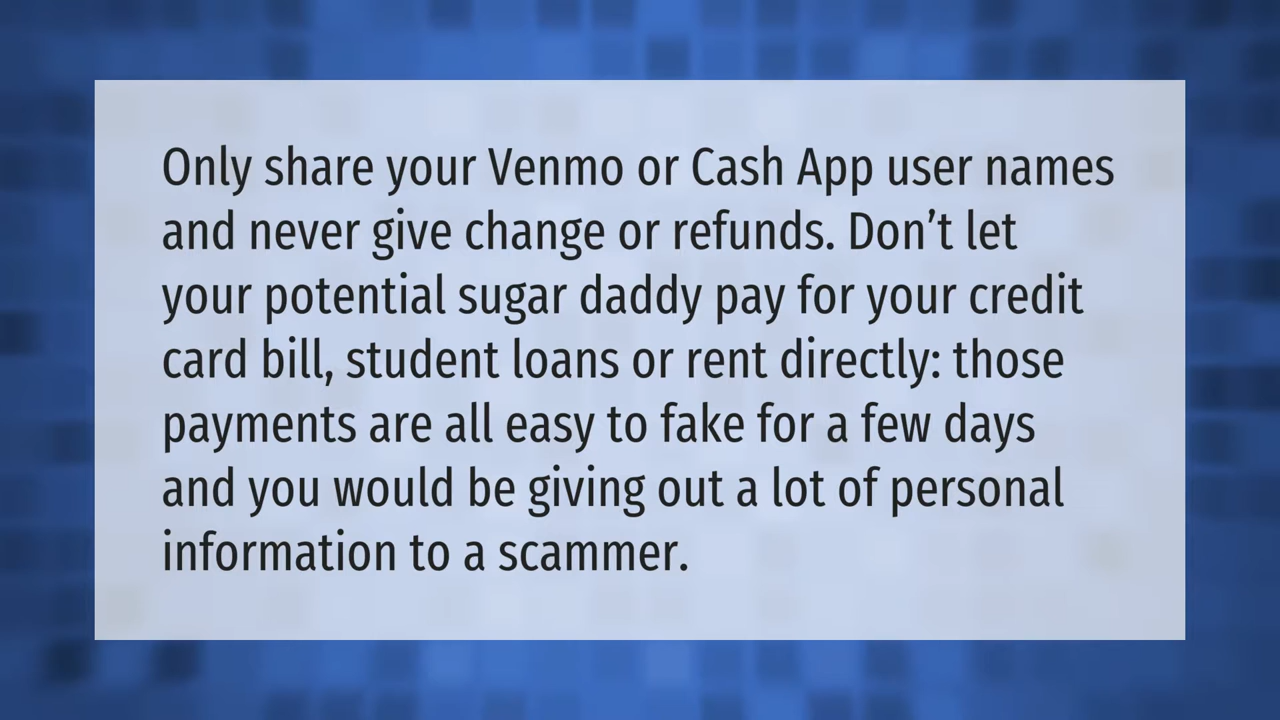 Only share your Venmo or Cash App user names
and never give change or refunds. Don’t let
your potential sugar daddy pay for your credit
card bill, student loans or rent directly: those
payments are all easy to fake for a few days
and you would be giving out a lot of personal
information to a scammer.